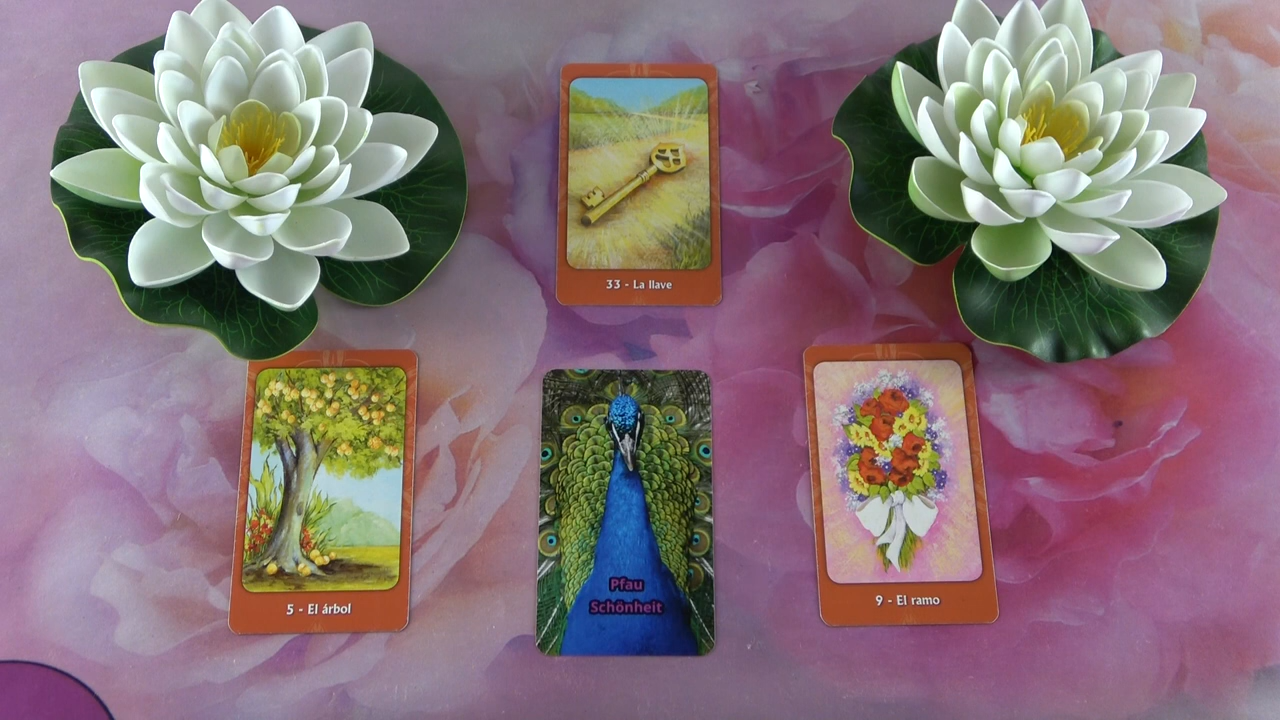 33 - La llave
5 - El árbol
Pfau
Schönheit
9 - El ramo